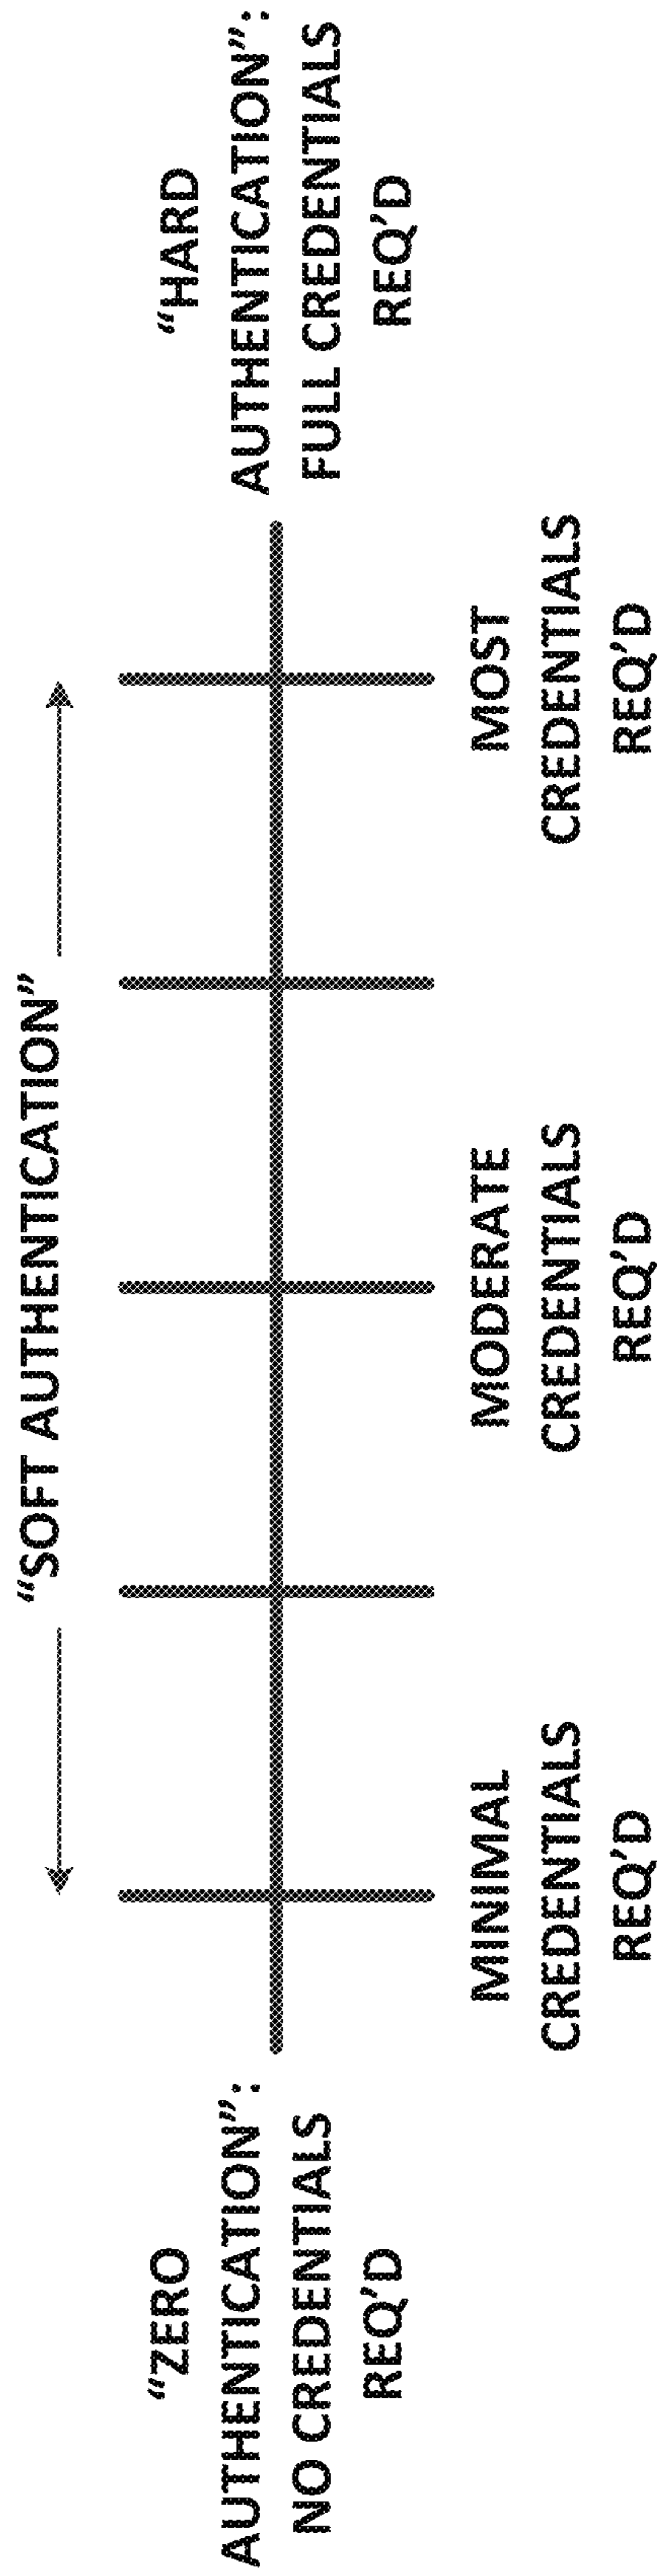 “SOFT AUTHENTICATION”
“ZERO
AUTHENTICATION”:
NO CREDENTIALS
REQ’D
“HARD
AUTHENTICATION”:
FULL CREDENTIALS
REQ’D
MINIMAL
CREDENTIALS
REQ’D
MODERATE
CREDENTIALS
REQ’D
MOST
CREDENTIALS
REQ’D